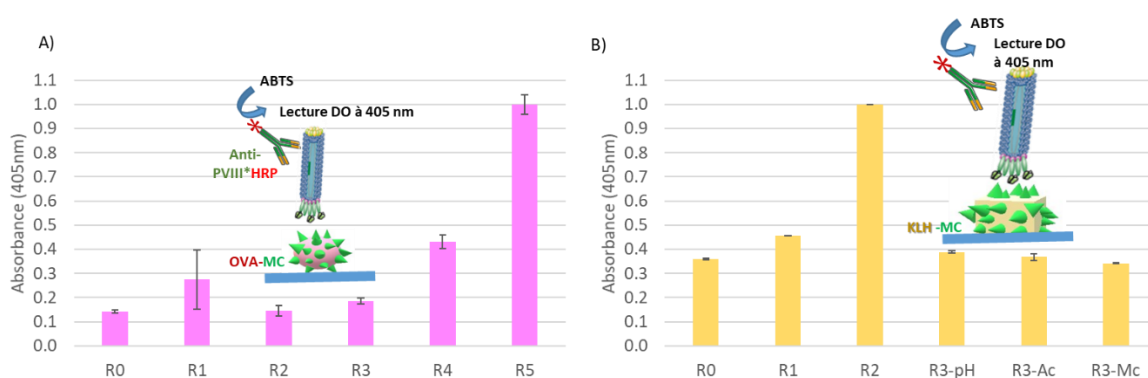 A)
ABTS
Lecture DO à 405 nm
Anti-
PVIII*HRP
OVA-MC
Absorbance (405nm)
1.1
1.0
0.9
0.8
0.7
0.6
0.5
0.4
0.3
0.2
0.1
0.0
R0 R1 R2 R3 R4 R5
B)
ABTS
Lecture DO
à 405 nm
KLH-MC
Absorbance (405nm)
1.1
1.0
0.9
0.8
0.7
0.6
0.5
0.4
0.3
0.2
0.1
0.0
R0 R1 R2 R3-pH R3-Ac R3-Mc